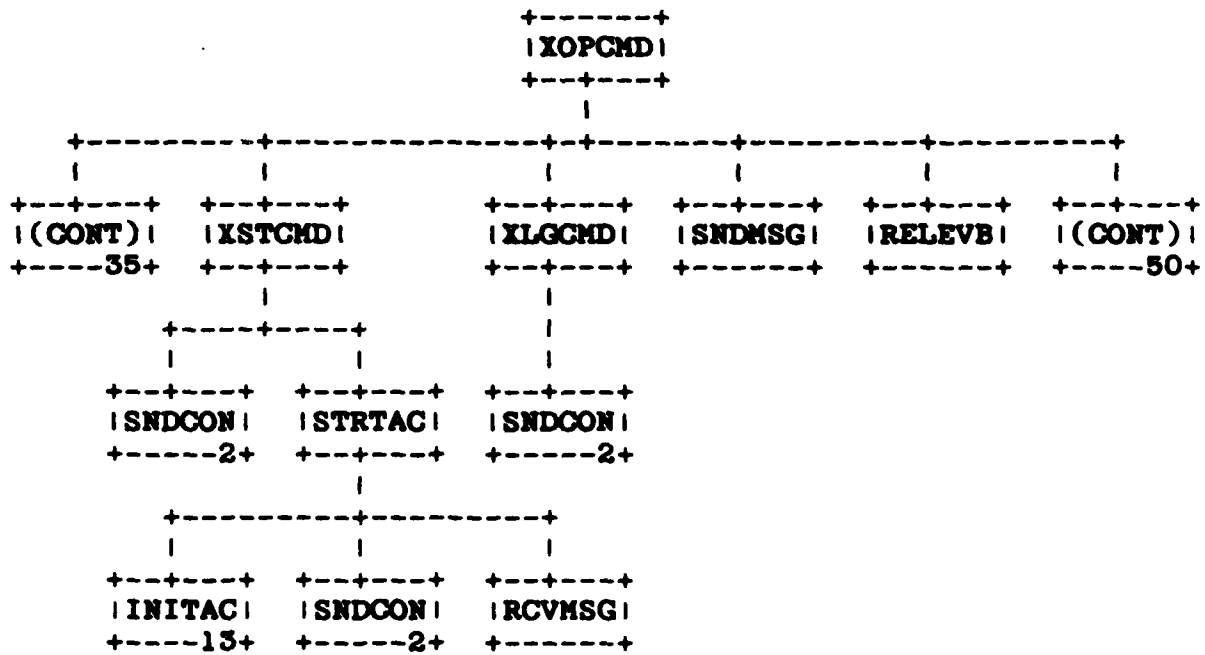 XOPCMD
(CONT) XSTCMD XLGCMD SNDMSG RELEVB (CONT)
35 50
SNDCON STRTAC SNDCON
2 2
INITAC SNDCON RCVMSG
13 2